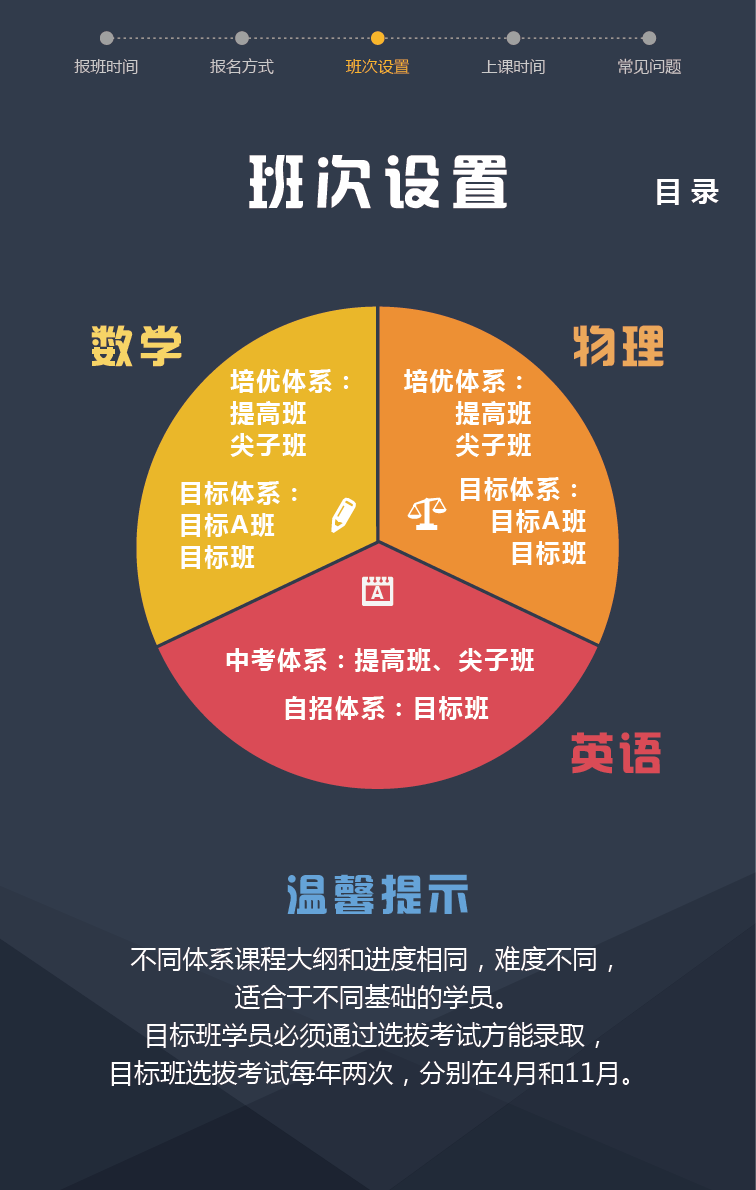 报班时间 报名方式 班次设置 上课时间 常见问题
班次设置
目录
数学
物理
培优体系：
提高班
尖子班
目标体系：
目标A班
目标班
培优体系：
提高班
尖子班
目标体系：
目标A班
目标班
A
中考体系：提高班、尖子班
自招体系：目标班
英语
温馨提示
不同体系课程大纲和进度相同，难度不同，
适合于不同基础的学员。
目标班学员必须通过选拔考试方能录取，
目标班选拔考试每年两次，分别在4月和11月。